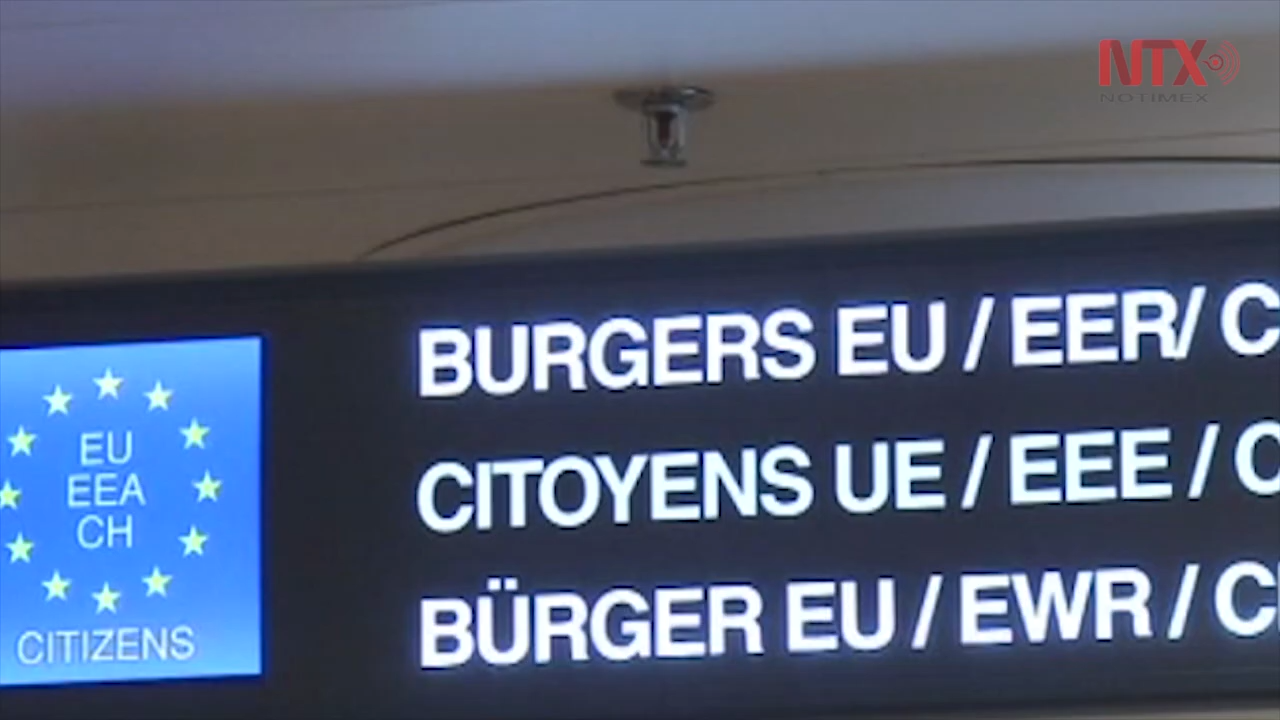 NTX
NOTIMEX
EU
EEA
CH
CITIZENS
BURGERS EU / EER/ C
CITOYENS UE / EEE / C
BÜRGER EU / EWR / C